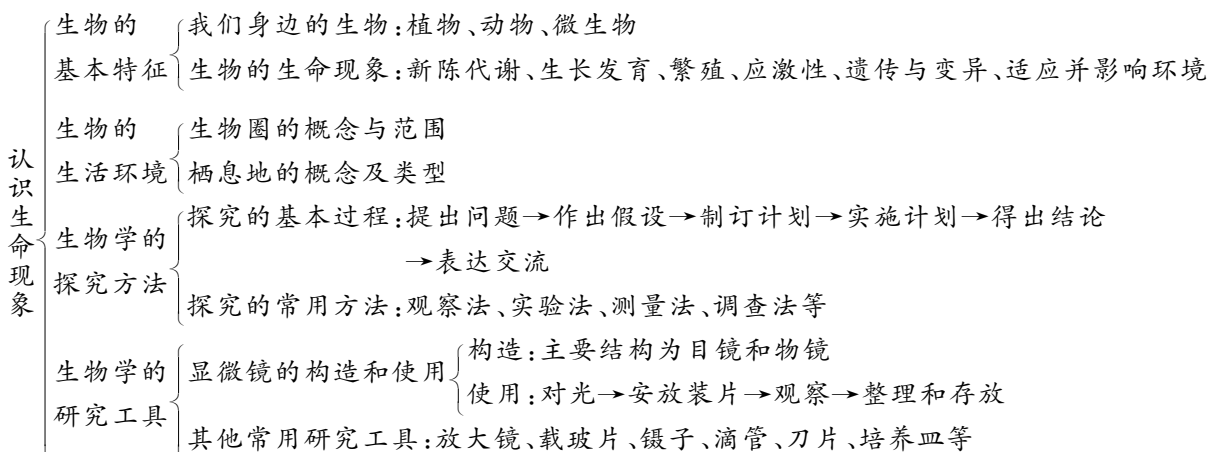 认识生命现象
生物的
基本特征
我们身边的生物:植物、动物、微生物
生物的生命现象:新陈代谢、生长发育、繁殖、应激性、遗传与变异、适应并影响环境
生物的
生活环境
生物圈的概念与范围
栖息地的概念及类型
生物学的
探究方法
探究的基本过程:提出问题→作出假设→制订计划→实施计划→得出结论
→表达交流
探究的常用方法:观察法、实验法、测量法、调查法等
生物学的
研究工具
显微镜的构造和使用
构造:主要结构为目镜和物镜
使用:对光→安放装片→观察→整理和存放
其他常用研究工具:放大镜、载玻片、镊子、滴管、刀片、培养皿等